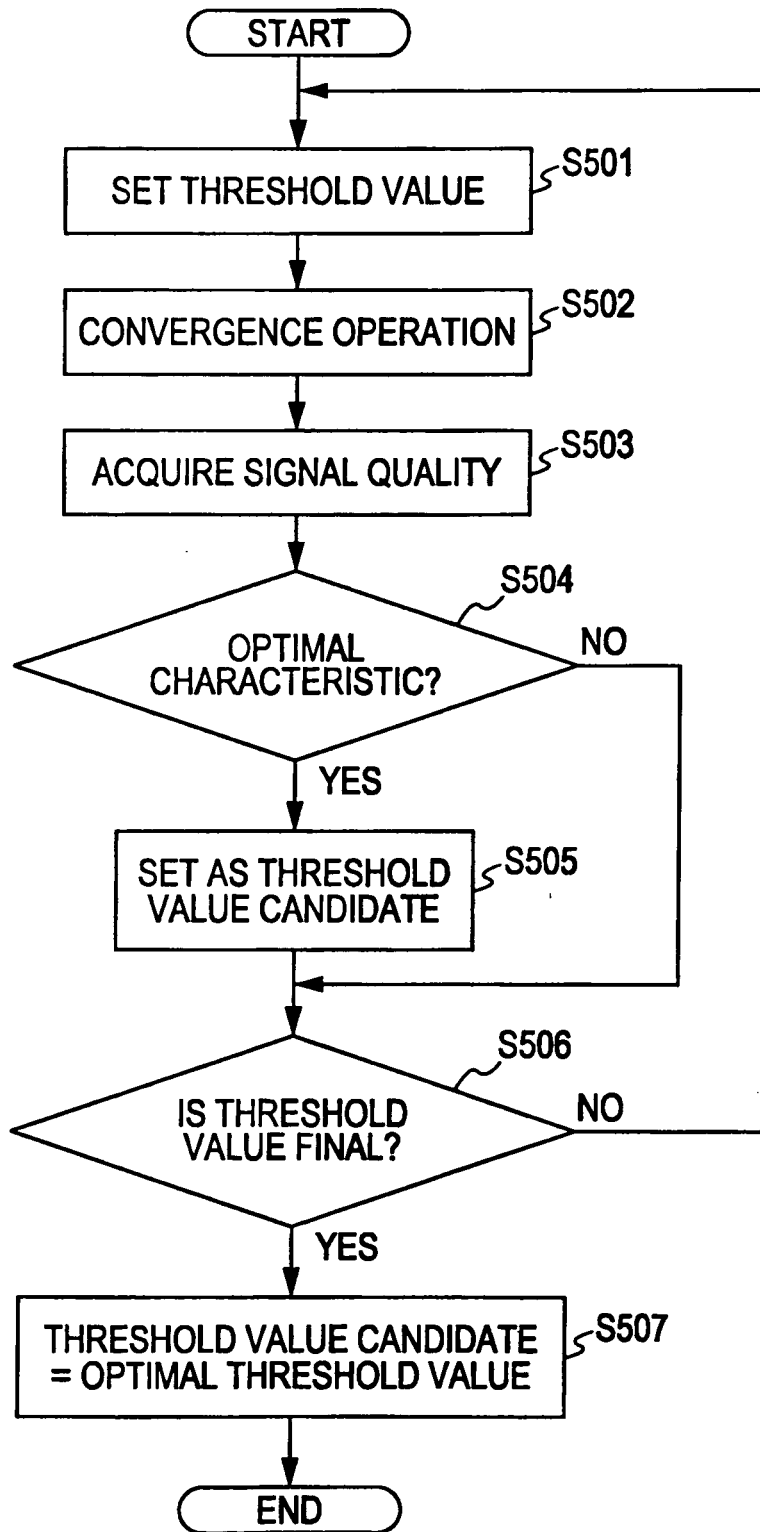 START
SET THRESHOLD VALUE
S501
CONVERGENCE OPERATION
S502
ACQUIRE SIGNAL QUALITY
S503
S504
OPTIMAL
CHARACTERISTIC?
NO
YES
SET AS THRESHOLD
VALUE CANDIDATE
S505
S506
IS THRESHOLD
VALUE FINAL?
NO
YES
THRESHOLD VALUE CANDIDATE
= OPTIMAL THRESHOLD VALUE
S507
END